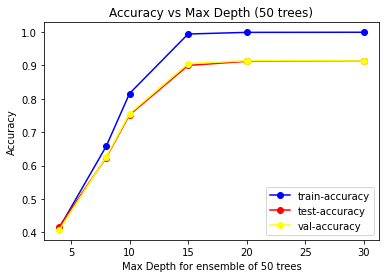 Accuracy vs Max Depth (50 trees)
1.0
0.9
0.8
0.7
0.6
0.5
0.4
Accuracy
5 10 15 20 25 30
Max Depth for ensemble of 50 trees
train-accuracy
test-accuracy
val-accuracy